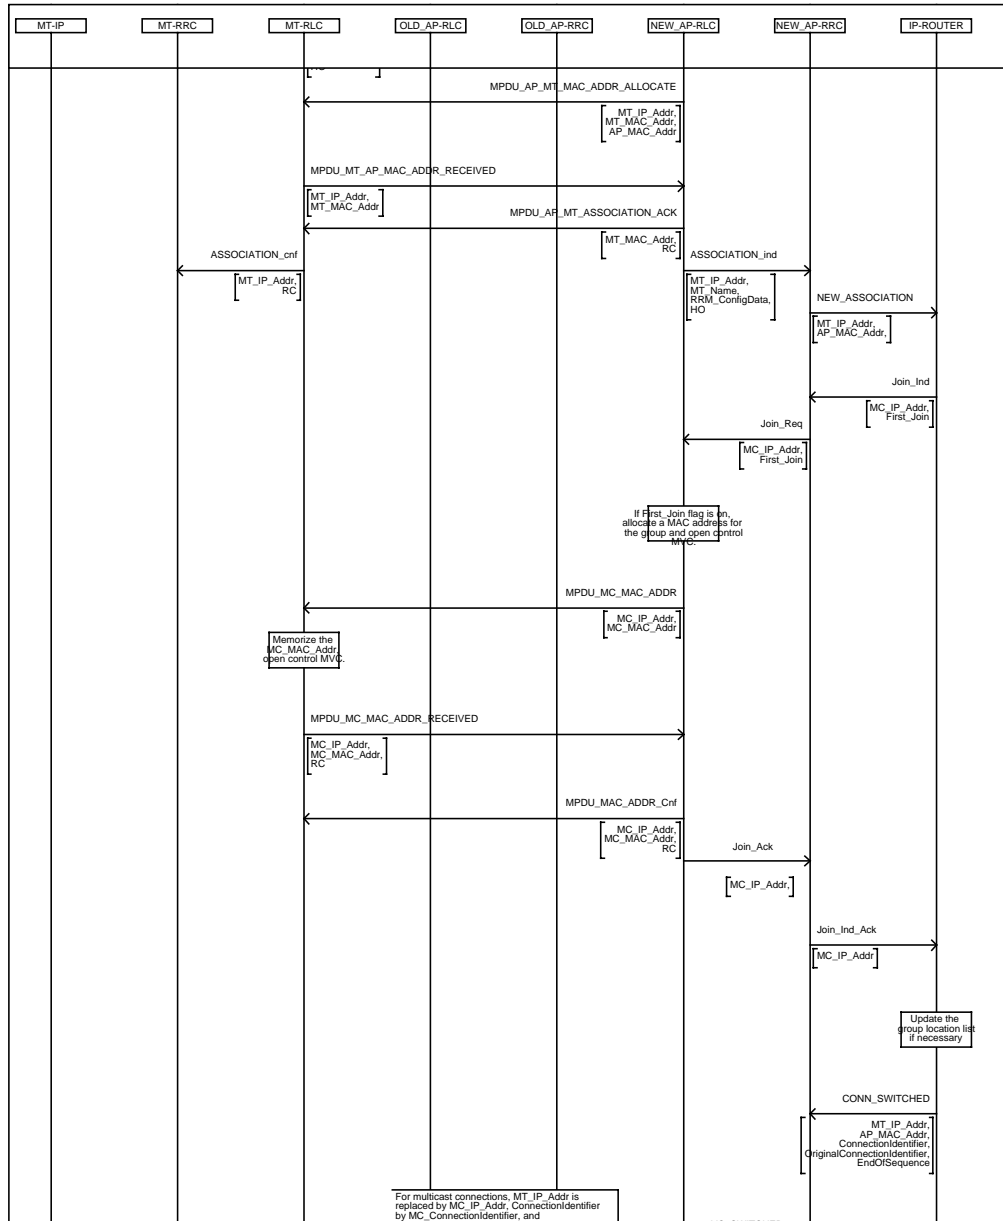 MT-IP MT-RRC MT-RLC OLD_AP-RLC OLD_AP-RRC NEW_AP-RLC NEW_AP-RRC IP-ROUTER
MPDU_AP_MT_MAC_ADDR_ALLOCATE
MT_IP_Addr,
MT_MAC_Addr,
AP_MAC_Addr
MPDU_MT_AP_MAC_ADDR_RECEIVED
MT_IP_Addr,
MT_MAC_Addr
MPDU_AP_MT_ASSOCIATION_ACK
MT_MAC_Addr,
RC
ASSOCIATION_cnf
MT_IP_Addr,
RC
ASSOCIATION_ind
MT_IP_Addr,
MT_Name,
RRM_ConfigData,
HO
NEW_ASSOCIATION
MT_IP_Addr,
AP_MAC_Addr,
Join_Ind
MC_IP_Addr,
First_Join
Join_Req
MC_IP_Addr,
First_Join
If First_Join flag is on,
allocate a MAC address for
the group and open control
MVC.
MPDU_MC_MAC_ADDR
MC_IP_Addr,
MC_MAC_Addr
Memorize the
MC_MAC_Addr,
open control MVC.
MPDU_MC_MAC_ADDR_RECEIVED
MC_IP_Addr,
MC_MAC_Addr,
RC
MPDU_MAC_ADDR_Cnf
MC_IP_Addr,
MC_MAC_Addr,
RC
Join_Ack
MC_IP_Addr,
Join_Ind_Ack
MC_IP_Addr
Update the
group location list
if necessary
CONN_SWITCHED
MT_IP_Addr,
AP_MAC_Addr,
ConnectionIdentifier,
OriginalConnectionIdentifier,
EndOfSequence
For multicast connections, MT_IP_Addr is
replaced by MC_IP_Addr, ConnectionIdentifier
by MC_ConnectionIdentifier, and